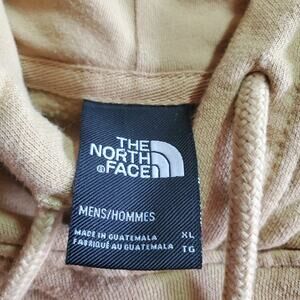 THE
NORTH
FACE
MENS/HOMMES
MADE IN GUATEMALA XL
FABRIQUÉ AU GUATEMALA TG